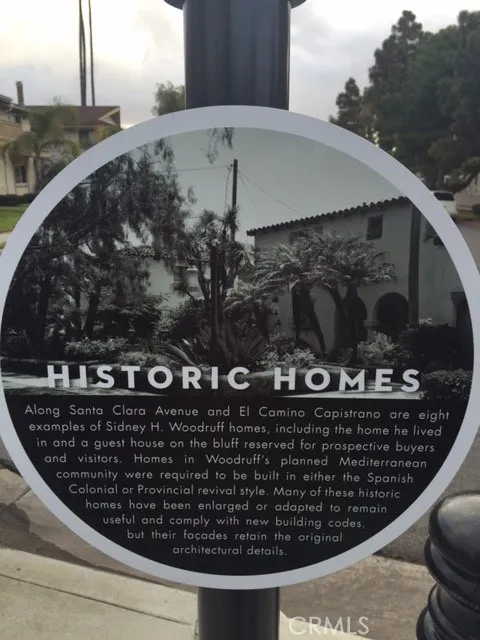 HISTORIC HOMES
Along Santa Clara Avenue and El Camino Capistrano are eight
examples of Sidney H. Woodruff homes, including the home he lived
in and a guest house on the bluff reserved for prospective buyers
and visitors. Homes in Woodruff's planned Mediterranean
community were required to be built in either the Spanish
Colonial or Provincial revival style. Many of these historic
homes have been enlarged or adapted to remain
useful and comply with new building codes,
but their façades retain the original
architectural details.
CRMLS